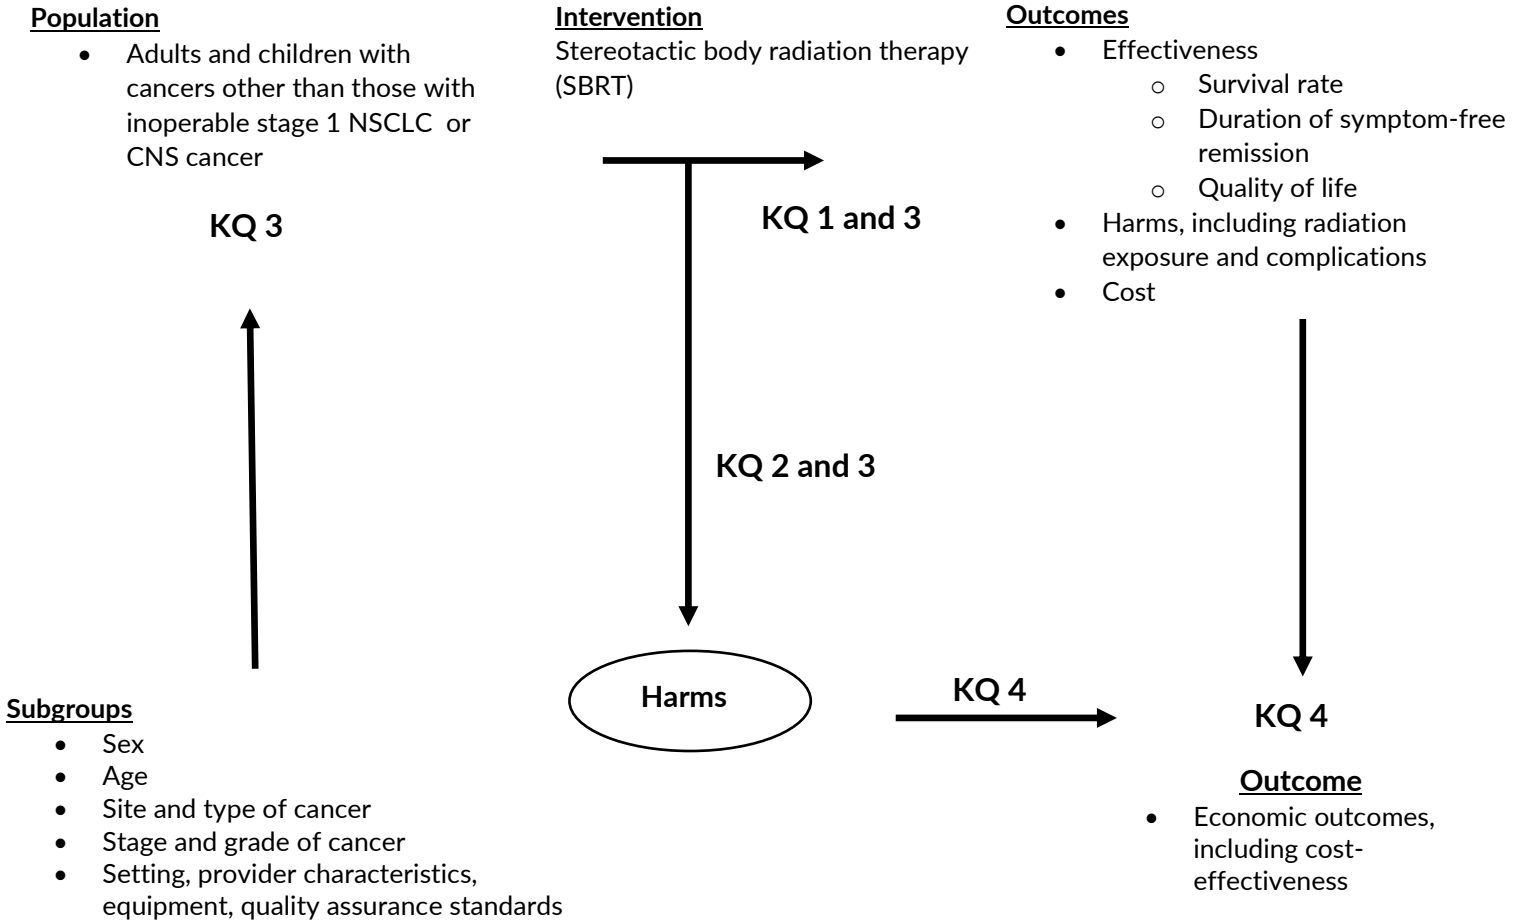 Population
• Adults and children with
cancers other than those with
inoperable stage 1 NSCLC or
CNS cancer
KQ 3
Intervention
Stereotactic body radiation therapy
(SBRT)
KQ 1 and 3
Outcomes
• Effectiveness
o Survival rate
o Duration of symptom-free
remission
o Quality of life
• Harms, including radiation
exposure and complications
• Cost
KQ 2 and 3
Harms
KQ 4
KQ 4
Outcome
• Economic outcomes,
including cost-
effectiveness
Subgroups
• Sex
• Age
• Site and type of cancer
• Stage and grade of cancer
• Setting, provider characteristics,
equipment, quality assurance standards